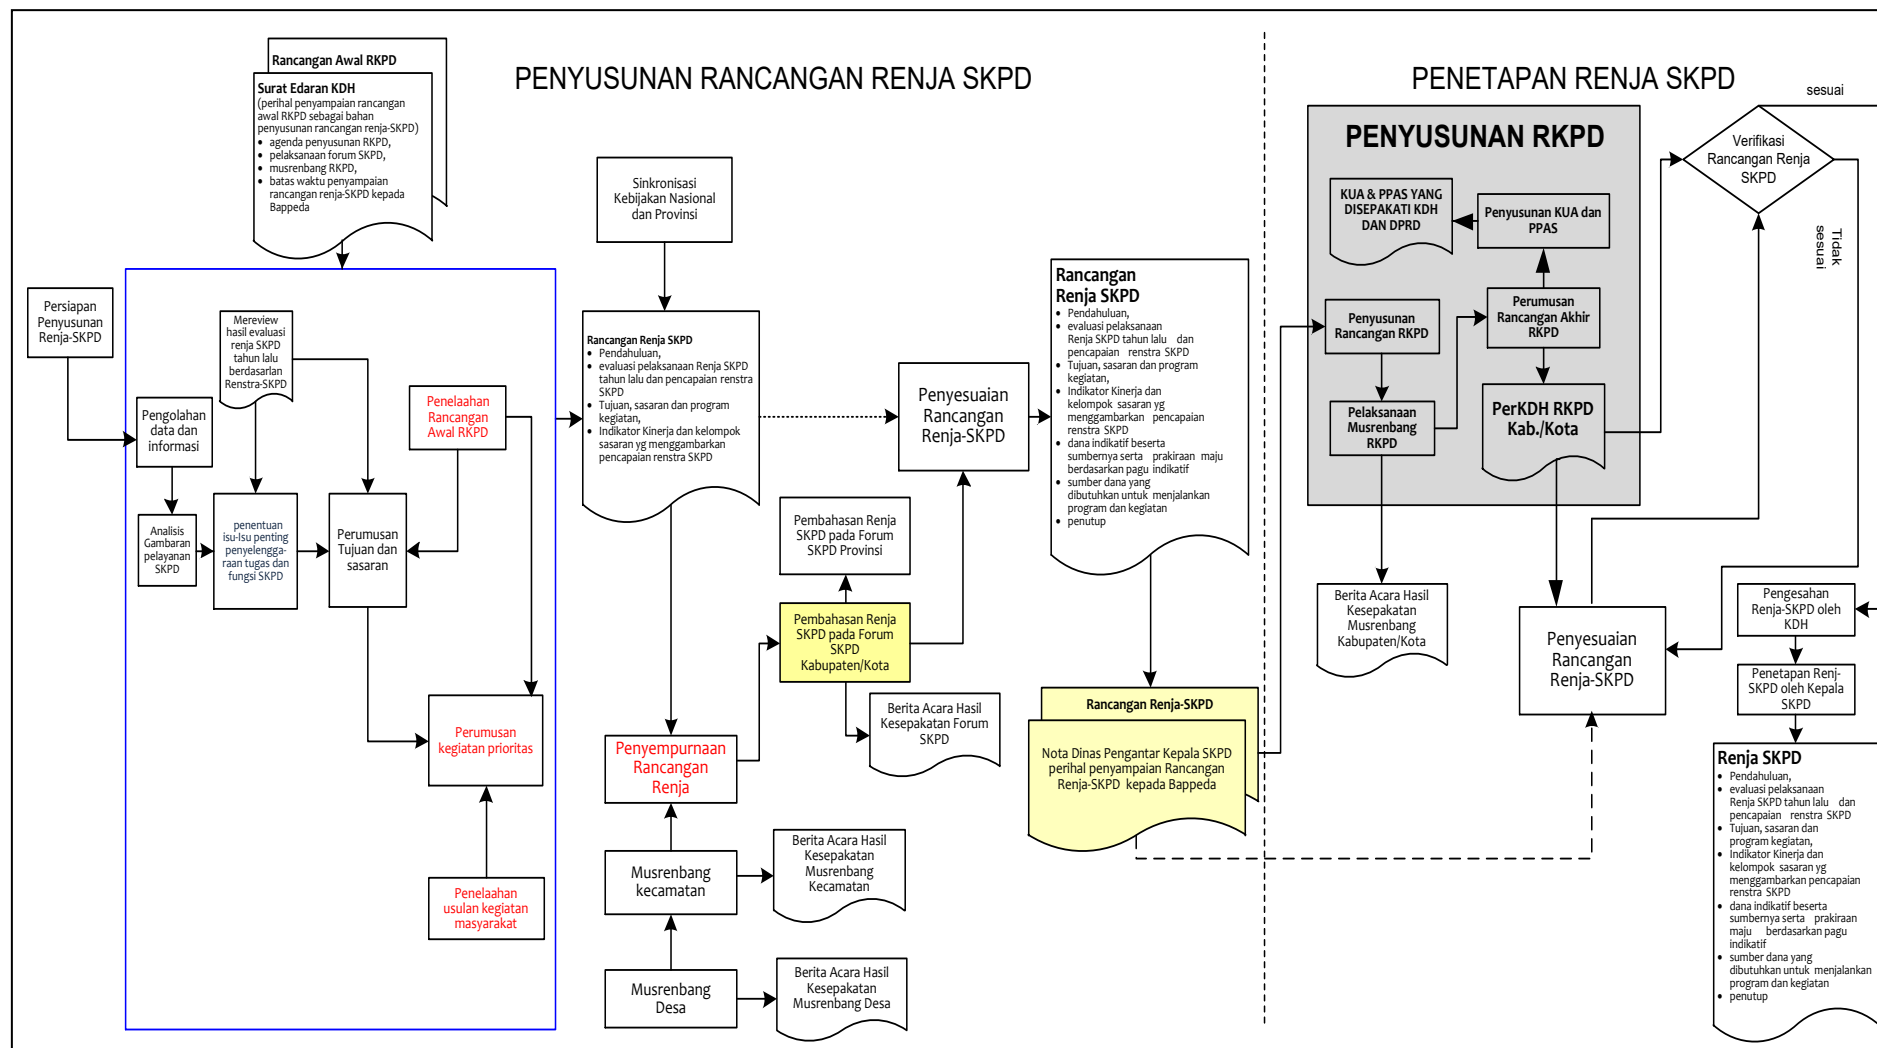 PENYUSUNAN RANCANGAN RENJA SKPD
PENETAPAN RENJA SKPD
Rancangan Awal RKPD
Surat Edaran KDH
(perihal penyampaian rancangan
awal RKPD sebagai bahan
penyusunan rancangan renja-SKPD)
• agenda penyusunan RKPD,
• pelaksanaan forum SKPD,
• musrenbang RKPD,
• batas waktu penyampaian
rancangan renja-SKPD kepada
Bappeda
Persiapan
Penyusunan
Renja-SKPD
Mereview
hasil evaluasi
renja SKPD
tahun lalu
berdasarlan
Renstra-SKPD
Pengolahan
data dan
informasi
Penelaahan
Rancangan
Awal RKPD
Analisis
Gambaran
pelayanan
SKPD
penentuan
isu-Isu penting
penyelengga-
raan tugas dan
fungsi SKPD
Perumusan
Tujuan dan
sasaran
Perumusan
kegiatan prioritas
Penelaahan
usulan kegiatan
masyarakat
Sinkronisasi
Kebijakan Nasional
dan Provinsi
Rancangan Renja SKPD
• Pendahuluan,
• evaluasi pelaksanaan Renja SKPD
tahun lalu dan pencapaian renstra
SKPD
• Tujuan, sasaran dan program
kegiatan,
• Indikator Kinerja dan kelompok
sasaran yg menggambarkan
pencapaian renstra SKPD
Penyesuaian
Rancangan
Renja-SKPD
Pembahasan Renja
SKPD pada Forum
SKPD Provinsi
Pembahasan Renja
SKPD pada Forum
SKPD
Kabupaten/Kota
Berita Acara Hasil
Kesepakatan Forum
SKPD
Penyempurnaan
Rancangan
Renja
Musrenbang
kecamatan
Berita Acara Hasil
Kesepakatan
Musrenbang
Kecamatan
Musrenbang
Desa
Berita Acara Hasil
Kesepakatan
Musrenbang Desa
Rancangan
Renja SKPD
• Pendahuluan,
• evaluasi pelaksanaan
Renja SKPD tahun lalu dan
pencapaian renstra SKPD
• Tujuan, sasaran dan program
kegiatan,
• Indikator Kinerja dan
kelompok sasaran yg
menggambarkan pencapaian
renstra SKPD
• dana indikatif beserta
sumbernya serta prakiraan maju
berdasarkan pagu indikatif
• sumber dana yang
dibutuhkan untuk menjalankan
program dan kegiatan
• penutup
Rancangan Renja-SKPD
Nota Dinas Pengantar Kepala SKPD
perihal penyampaian Rancangan
Renja-SKPD kepada Bappeda
PENYUSUNAN RKPD
KUA & PPAS YANG
DISEPAKATI KDH
DAN DPRD
Penyusunan KUA dan
PPAS
Penyusunan
Rancangan RKPD
Perumusan
Rancangan Akhir
RKPD
Pelaksanaan
Musrenbang
RKPD
PerKDH RKPD
Kab./Kota
Berita Acara Hasil
Kesepakatan
Musrenbang
Kabupaten/Kota
Penyesuaian
Rancangan
Renja-SKPD
sesuai
Verifikasi
Rancangan Renja
SKPD
Tidak
sesuai
Pengesahan
Renja-SKPD oleh
KDH
Penetapan Renj-
SKPD oleh Kepala
SKPD
Renja SKPD
• Pendahuluan,
• evaluasi pelaksanaan
Renja SKPD tahun lalu dan
pencapaian renstra SKPD
• Tujuan, sasaran dan
program kegiatan,
• Indikator Kinerja dan
kelompok sasaran yg
menggambarkan pencapaian
renstra SKPD
• dana indikatif beserta
sumbernya serta prakiraan
maju berdasarkan pagu
indikatif
• sumber dana yang
dibutuhkan untuk menjalankan
program dan kegiatan
• penutup